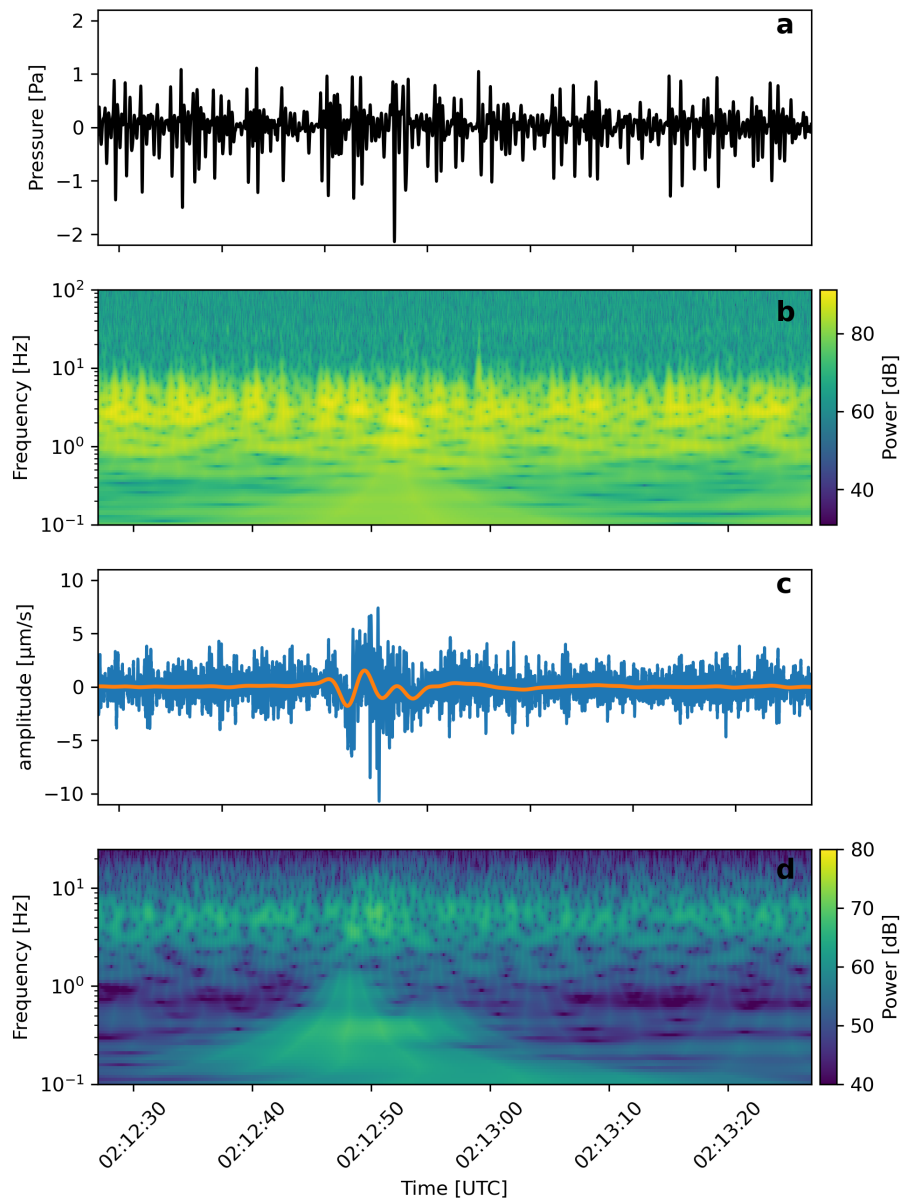 a
2
1
0
−1
−2
Pressure [Pa]
b
10²
10¹
10⁰
10⁻¹
Frequency [Hz]
80
60
40
Power [dB]
c
10
5
0
−5
−10
amplitude [µm/s]
d
10¹
10⁰
10⁻¹
Frequency [Hz]
80
70
60
50
40
Power [dB]
02:12:30
02:12:40
02:12:50
02:13:00
02:13:10
02:13:20
Time [UTC]